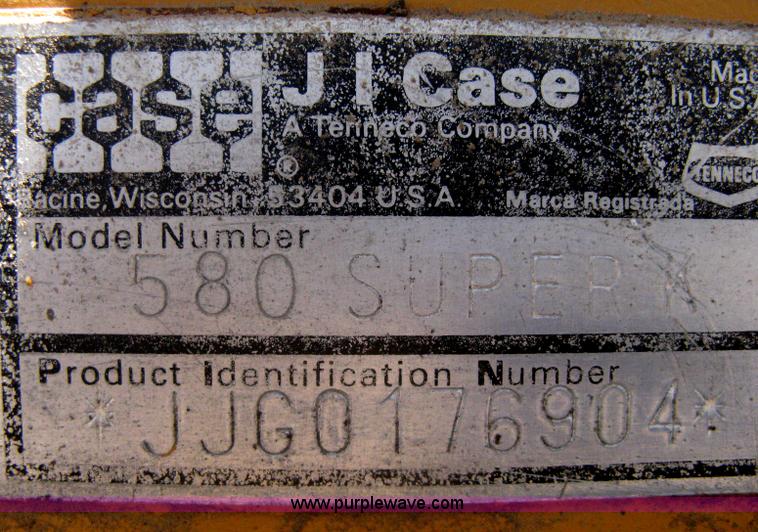 case
J I Case
A Tenneco Company
®
Racine, Wisconsin 53404 U S A
Marca Registrada
Made
In U S A
TENNECO
Model Number
580 SUPER K
Product Identification Number
*JJG0176904*
www.purplewave.com